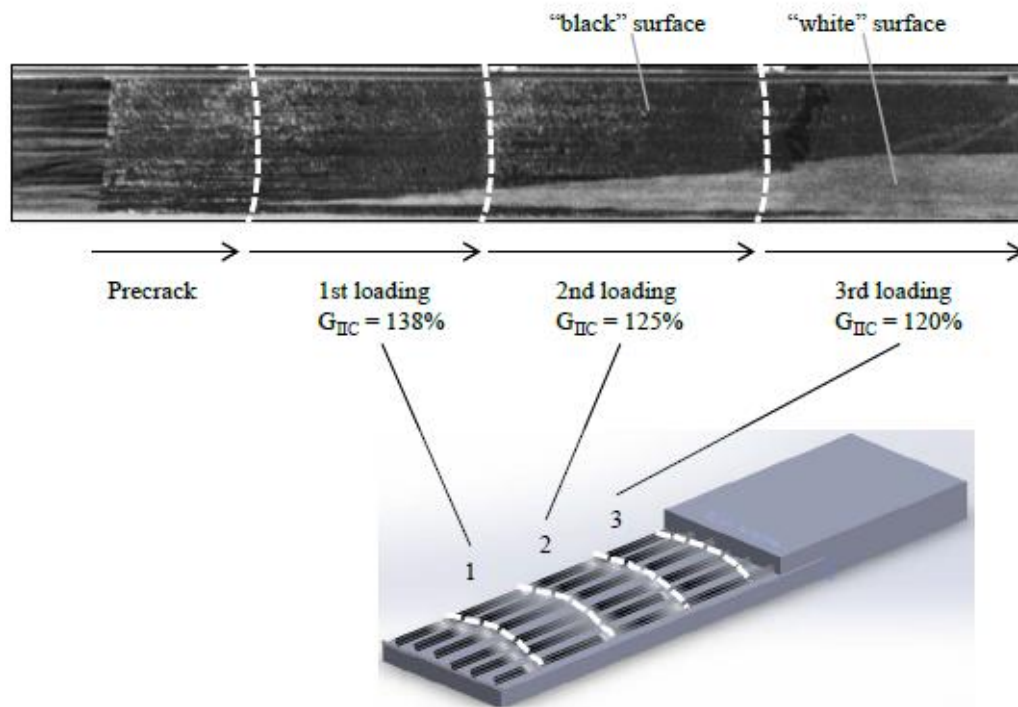 “black” surface
“white” surface
Precrack
1st loading
G_IIC = 138%
2nd loading
G_IIC = 125%
3rd loading
G_IIC = 120%
1
2
3